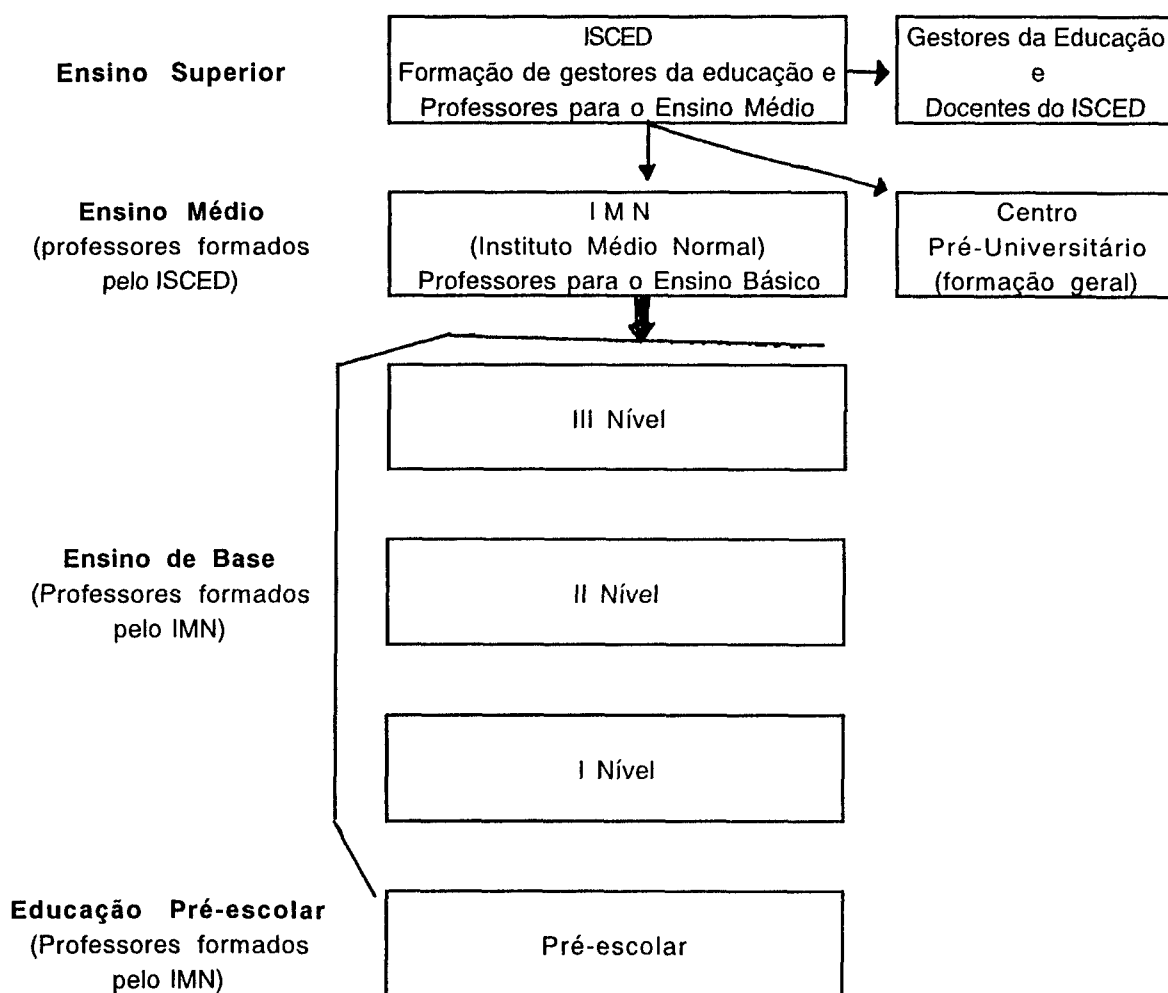 Ensino Superior
ISCED
Formação de gestores da educação e
Professores para o Ensino Médio
Gestores da Educação
e
Docentes do ISCED
Ensino Médio
(professores formados
pelo ISCED)
I M N
(Instituto Médio Normal)
Professores para o Ensino Básico
Centro
Pré-Universitário
(formação geral)
III Nível
Ensino de Base
(Professores formados
pelo IMN)
II Nível
I Nível
Educação Pré-escolar
(Professores formados
pelo IMN)
Pré-escolar